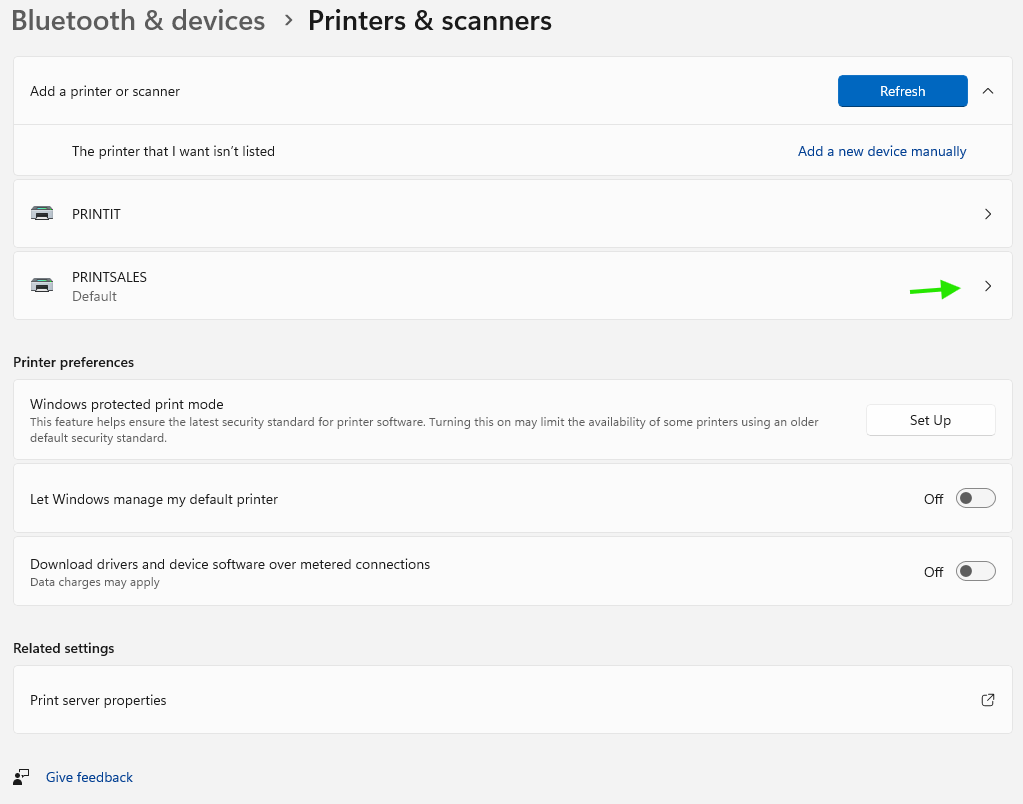 Bluetooth & devices > Printers & scanners
Add a printer or scanner
Refresh
The printer that I want isn’t listed
Add a new device manually
PRINTIT
PRINTSALES
Default
Printer preferences
Windows protected print mode
This feature helps ensure the latest security standard for printer software. Turning this on may limit the availability of some printers using an older
default security standard.
Set Up
Let Windows manage my default printer
Off
Download drivers and device software over metered connections
Data charges may apply
Off
Related settings
Print server properties
Give feedback